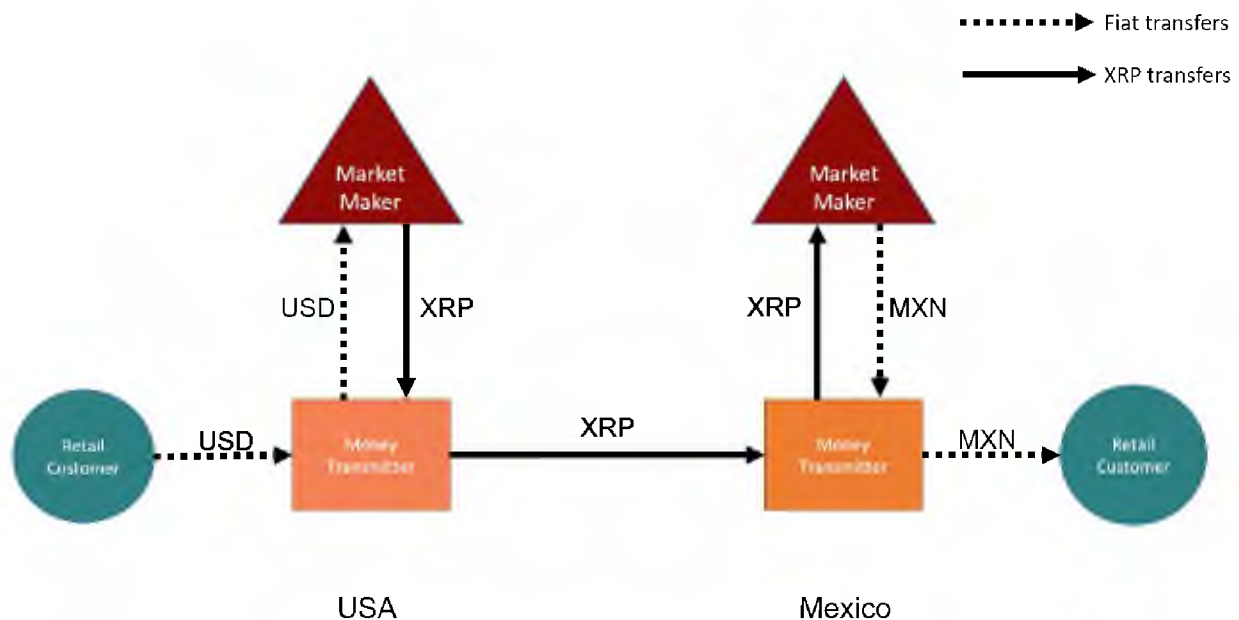 Fiat transfers
XRP transfers
Market
Maker
Market
Maker
USD
XRP
XRP
MXN
Retail
Customer
USD
Money
Transmitter
XRP
Money
Transmitter
MXN
Retail
Customer
USA
Mexico